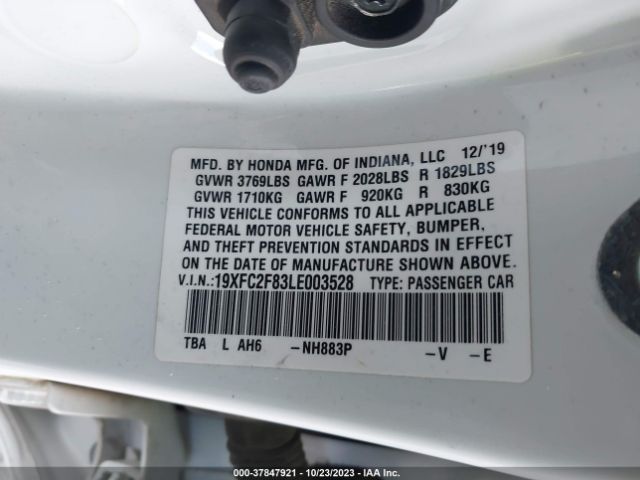 MFD. BY HONDA MFG. OF INDIANA, LLC 12/'19
GVWR 3769LBS GAWR F 2028LBS R 1829LBS
GVWR 1710KG GAWR F 920KG R 830KG
THIS VEHICLE CONFORMS TO ALL APPLICABLE
FEDERAL MOTOR VEHICLE SAFETY, BUMPER,
AND THEFT PREVENTION STANDARDS IN EFFECT
ON THE DATE OF MANUFACTURE SHOWN ABOVE.
V.I.N.:19XFC2F83LE003528 TYPE: PASSENGER CAR
TBA L AH6 -NH883P -V -E
000-37847921 - 10/23/2023 - IAA Inc.